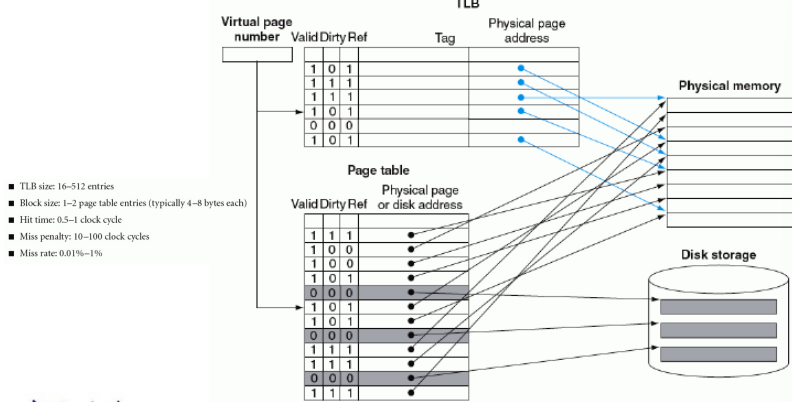 TLB
Virtual page
number
Valid Dirty Ref
Tag
Physical page
address
1 0 1
1 1 1
1 1 1
1 0 1
0 0 0
1 0 1
Physical memory
Page table
Physical page
or disk address
Valid Dirty Ref
1 1 1
1 0 0
1 0 0
1 0 1
0 0 0
1 0 1
1 0 1
0 0 0
1 1 1
1 1 1
0 0 0
1 1 1
Disk storage
■ TLB size: 16–512 entries
■ Block size: 1–2 page table entries (typically 4–8 bytes each)
■ Hit time: 0.5–1 clock cycle
■ Miss penalty: 10–100 clock cycles
■ Miss rate: 0.01%–1%